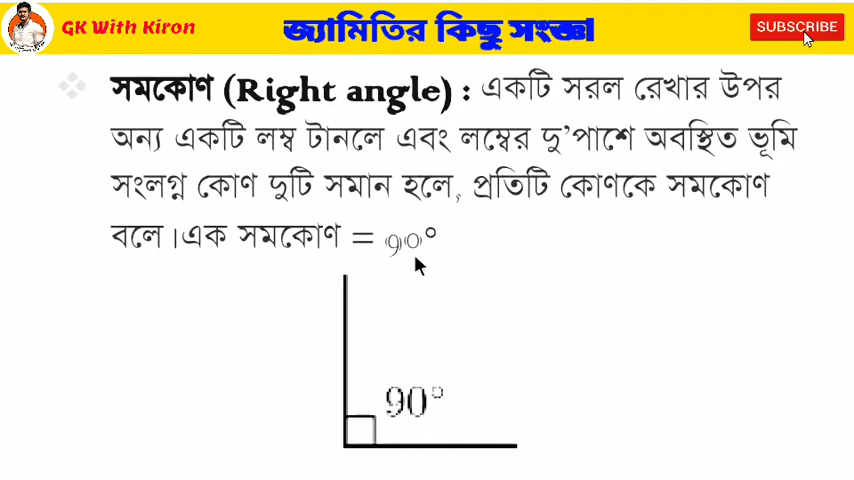 GK With Kiron
জ্যামিতির কিছু সংজ্ঞা
SUBSCRIBE
সমকোণ (Right angle) : একটি সরল রেখার উপর
অন্য একটি লম্ব টানলে এবং লম্বের দু’পাশে অবস্থিত ভূমি
সংলগ্ন কোণ দুটি সমান হলে, প্রতিটি কোণকে সমকোণ
বলে।এক সমকোণ = 90°
90°